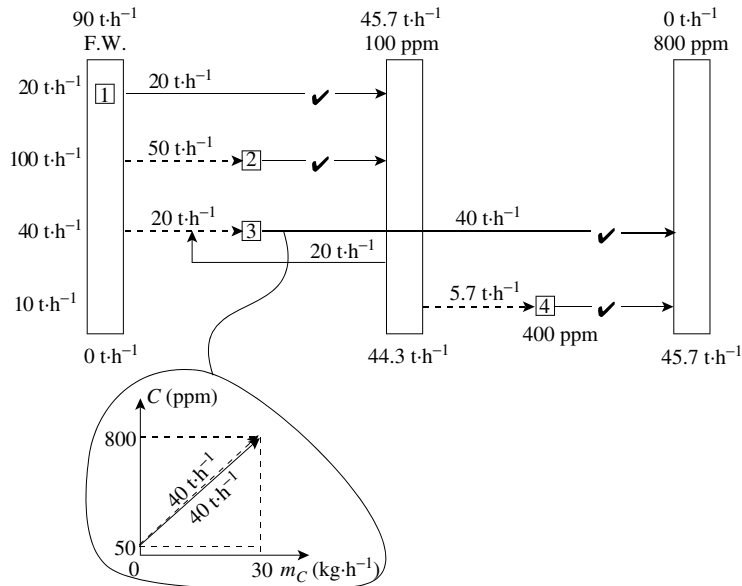 90 t·h⁻¹
F.W.
45.7 t·h⁻¹
100 ppm
0 t·h⁻¹
800 ppm
20 t·h⁻¹
1
20 t·h⁻¹
100 t·h⁻¹
50 t·h⁻¹
2
40 t·h⁻¹
20 t·h⁻¹
3
40 t·h⁻¹
20 t·h⁻¹
10 t·h⁻¹
5.7 t·h⁻¹
4
400 ppm
0 t·h⁻¹
44.3 t·h⁻¹
45.7 t·h⁻¹
C (ppm)
800
40 t·h⁻¹
40 t·h⁻¹
50
0
30
m_C (kg·h⁻¹)